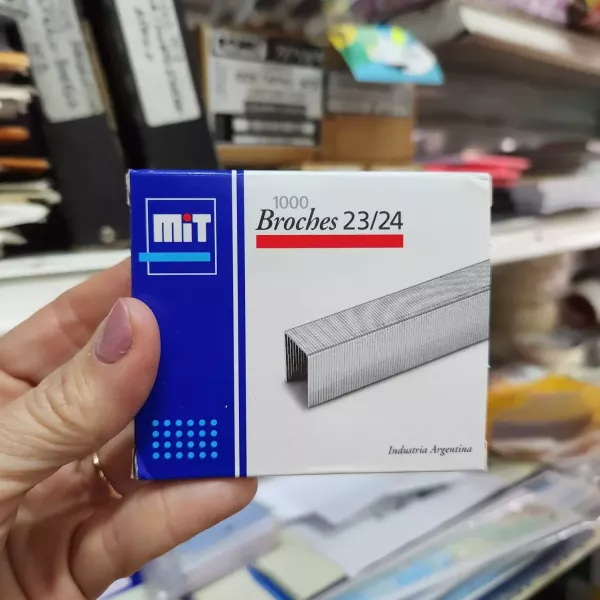 1000
MiT
Broches 23/24
Industria Argentina